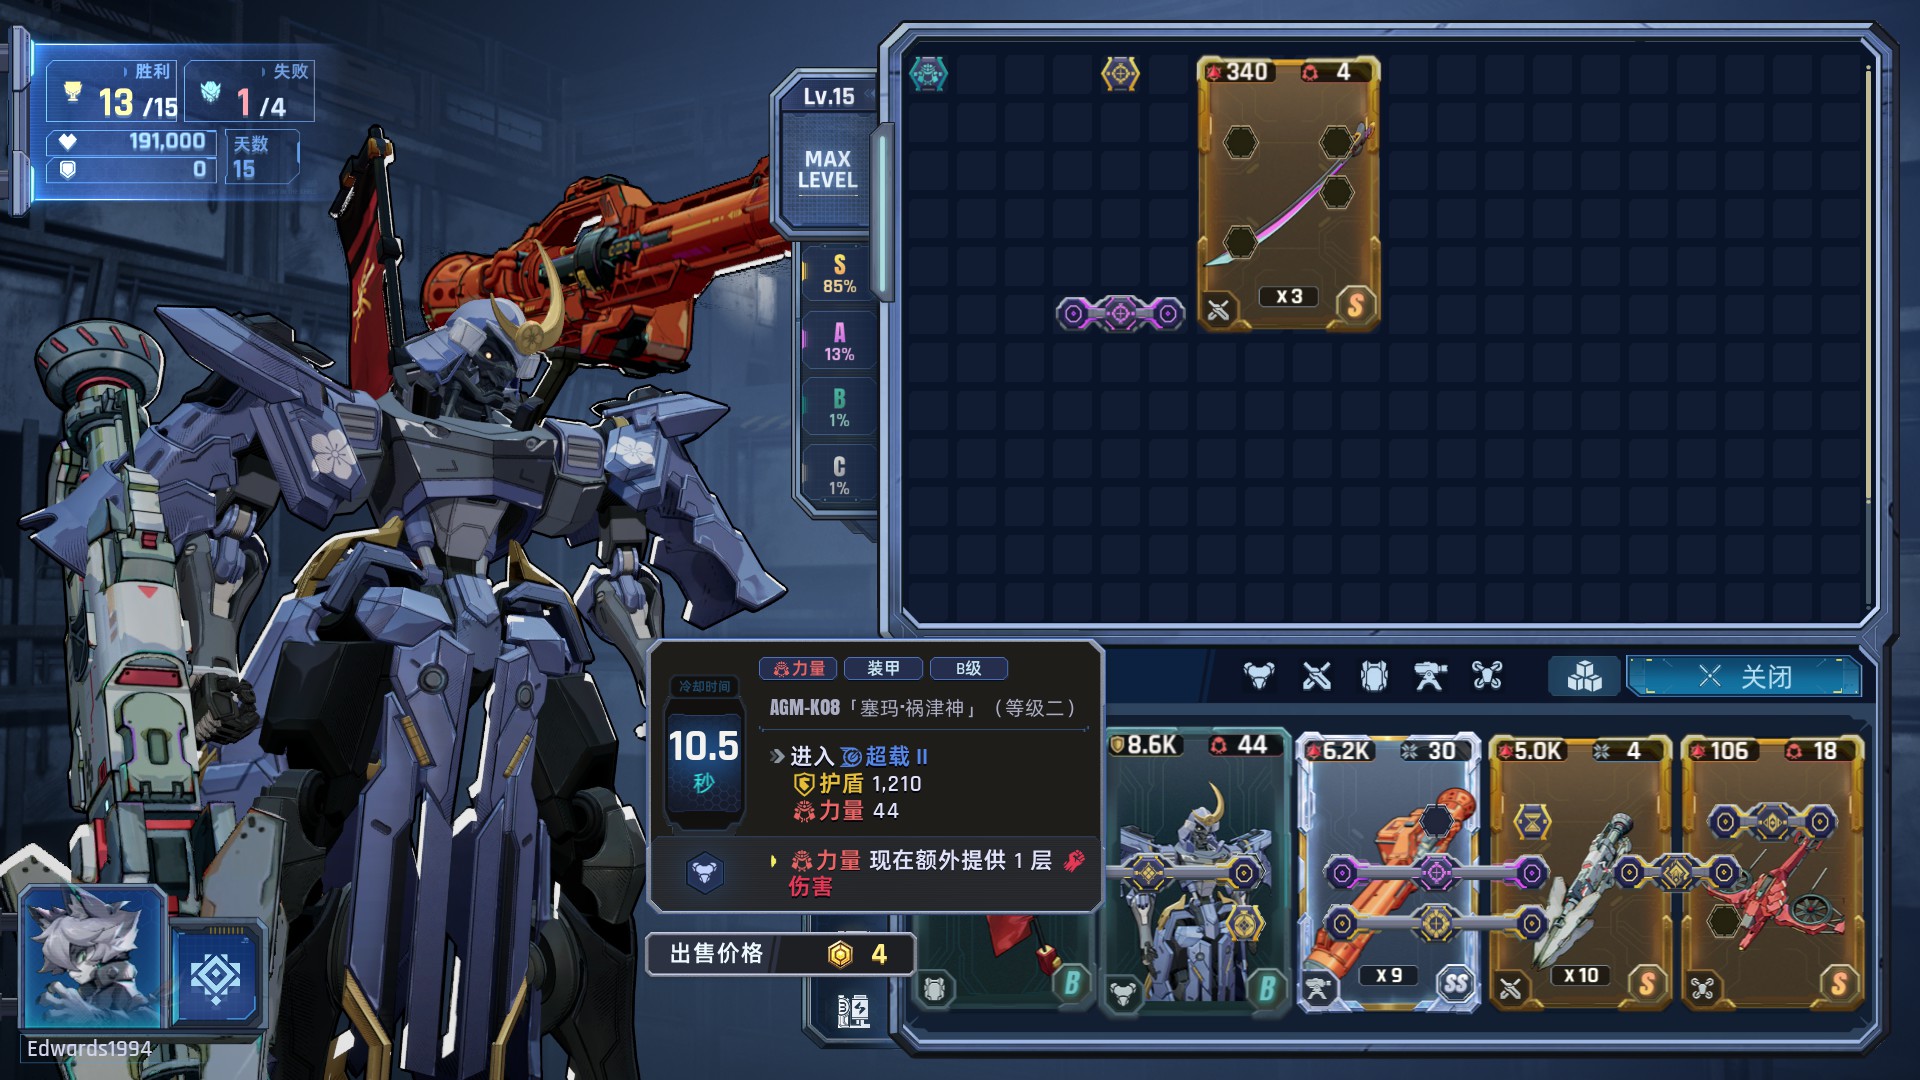 胜利
13 /15
失败
1 /4
191,000
0
天数
15
Lv.15
MAX
LEVEL
S
85%
A
13%
B
1%
C
1%
340
4
x 3
S
关闭
力量
装甲
B级
冷却时间
10.5
秒
AGM-K08「塞玛·祸津神」（等级二）
进入 超载 II
护盾 1,210
力量 44
力量 现在额外提供 1 层
伤害
出售价格
4
B
8.6K
44
B
6.2K
30
x 9
SS
5.0K
4
x 10
S
106
18
S
Edwards1994